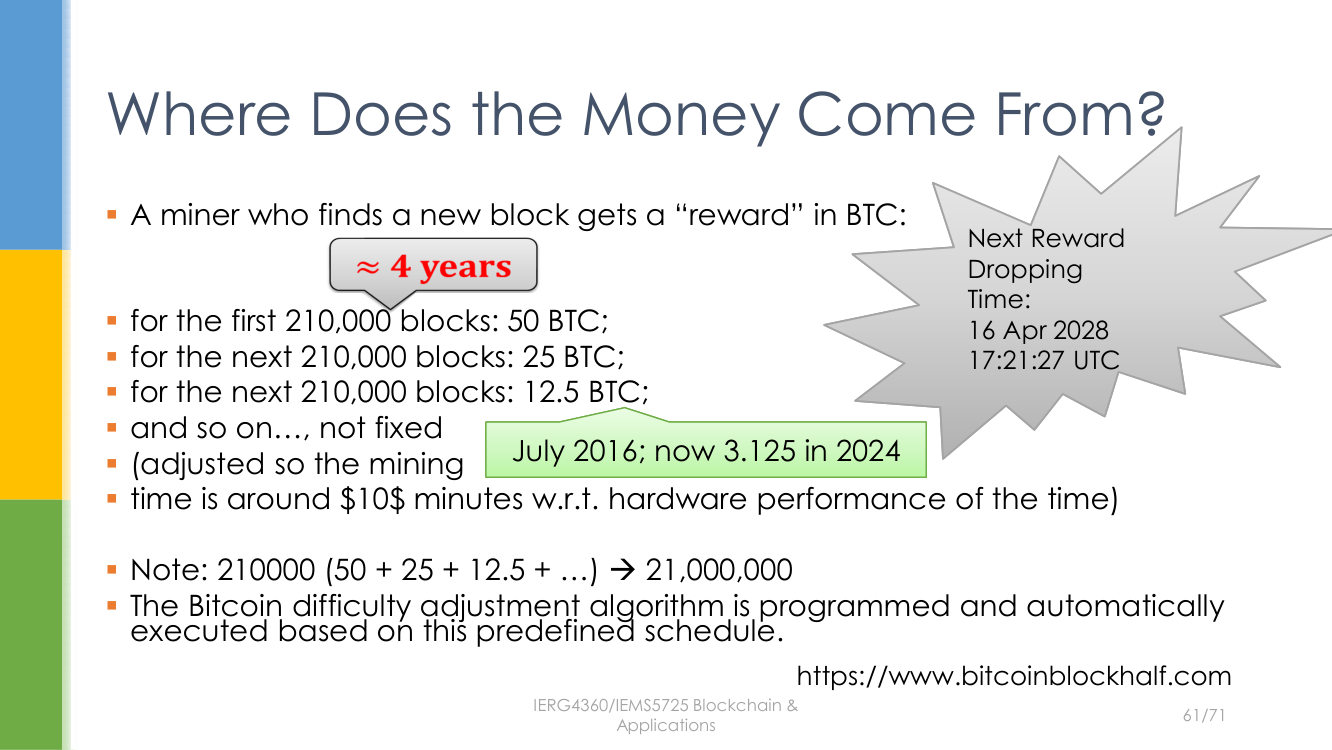 Where Does the Money Come From?
▪ A miner who finds a new block gets a “reward” in BTC:
≈ 4 years
▪ for the first 210,000 blocks: 50 BTC;
▪ for the next 210,000 blocks: 25 BTC;
▪ for the next 210,000 blocks: 12.5 BTC;
▪ and so on…, not fixed
▪ (adjusted so the mining
▪ time is around $10$ minutes w.r.t. hardware performance of the time)
July 2016; now 3.125 in 2024
Next Reward
Dropping
Time:
16 Apr 2028
17:21:27 UTC
▪ Note: 210000 (50 + 25 + 12.5 + …) → 21,000,000
▪ The Bitcoin difficulty adjustment algorithm is programmed and automatically
executed based on this predefined schedule.
https://www.bitcoinblockhalf.com
IERG4360/IEMS5725 Blockchain &
Applications
61/71